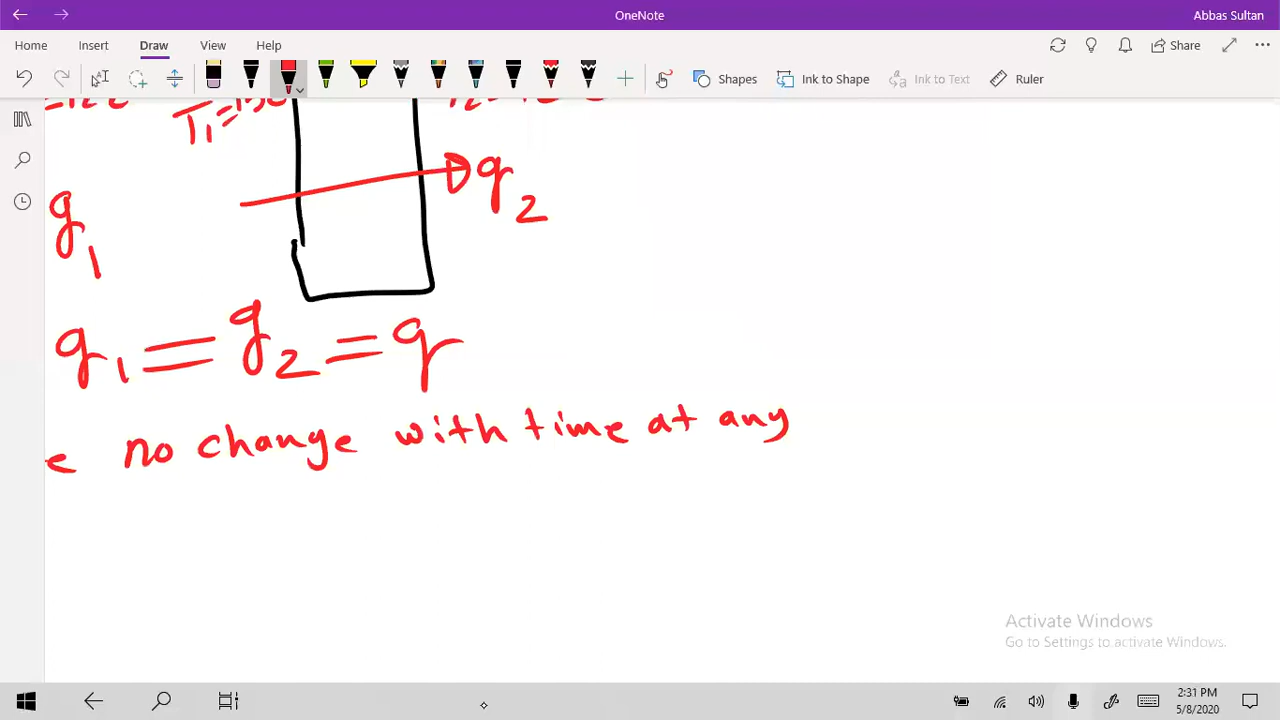 OneNote
Abbas Sultan
Home Insert Draw View Help
Share
Shapes
Ink to Shape
Ink to Text
Ruler
q2
q1
q1 = q2 = q
e no change with time at any
Activate Windows
Go to Settings to activate Windows.
2:31 PM
5/8/2020